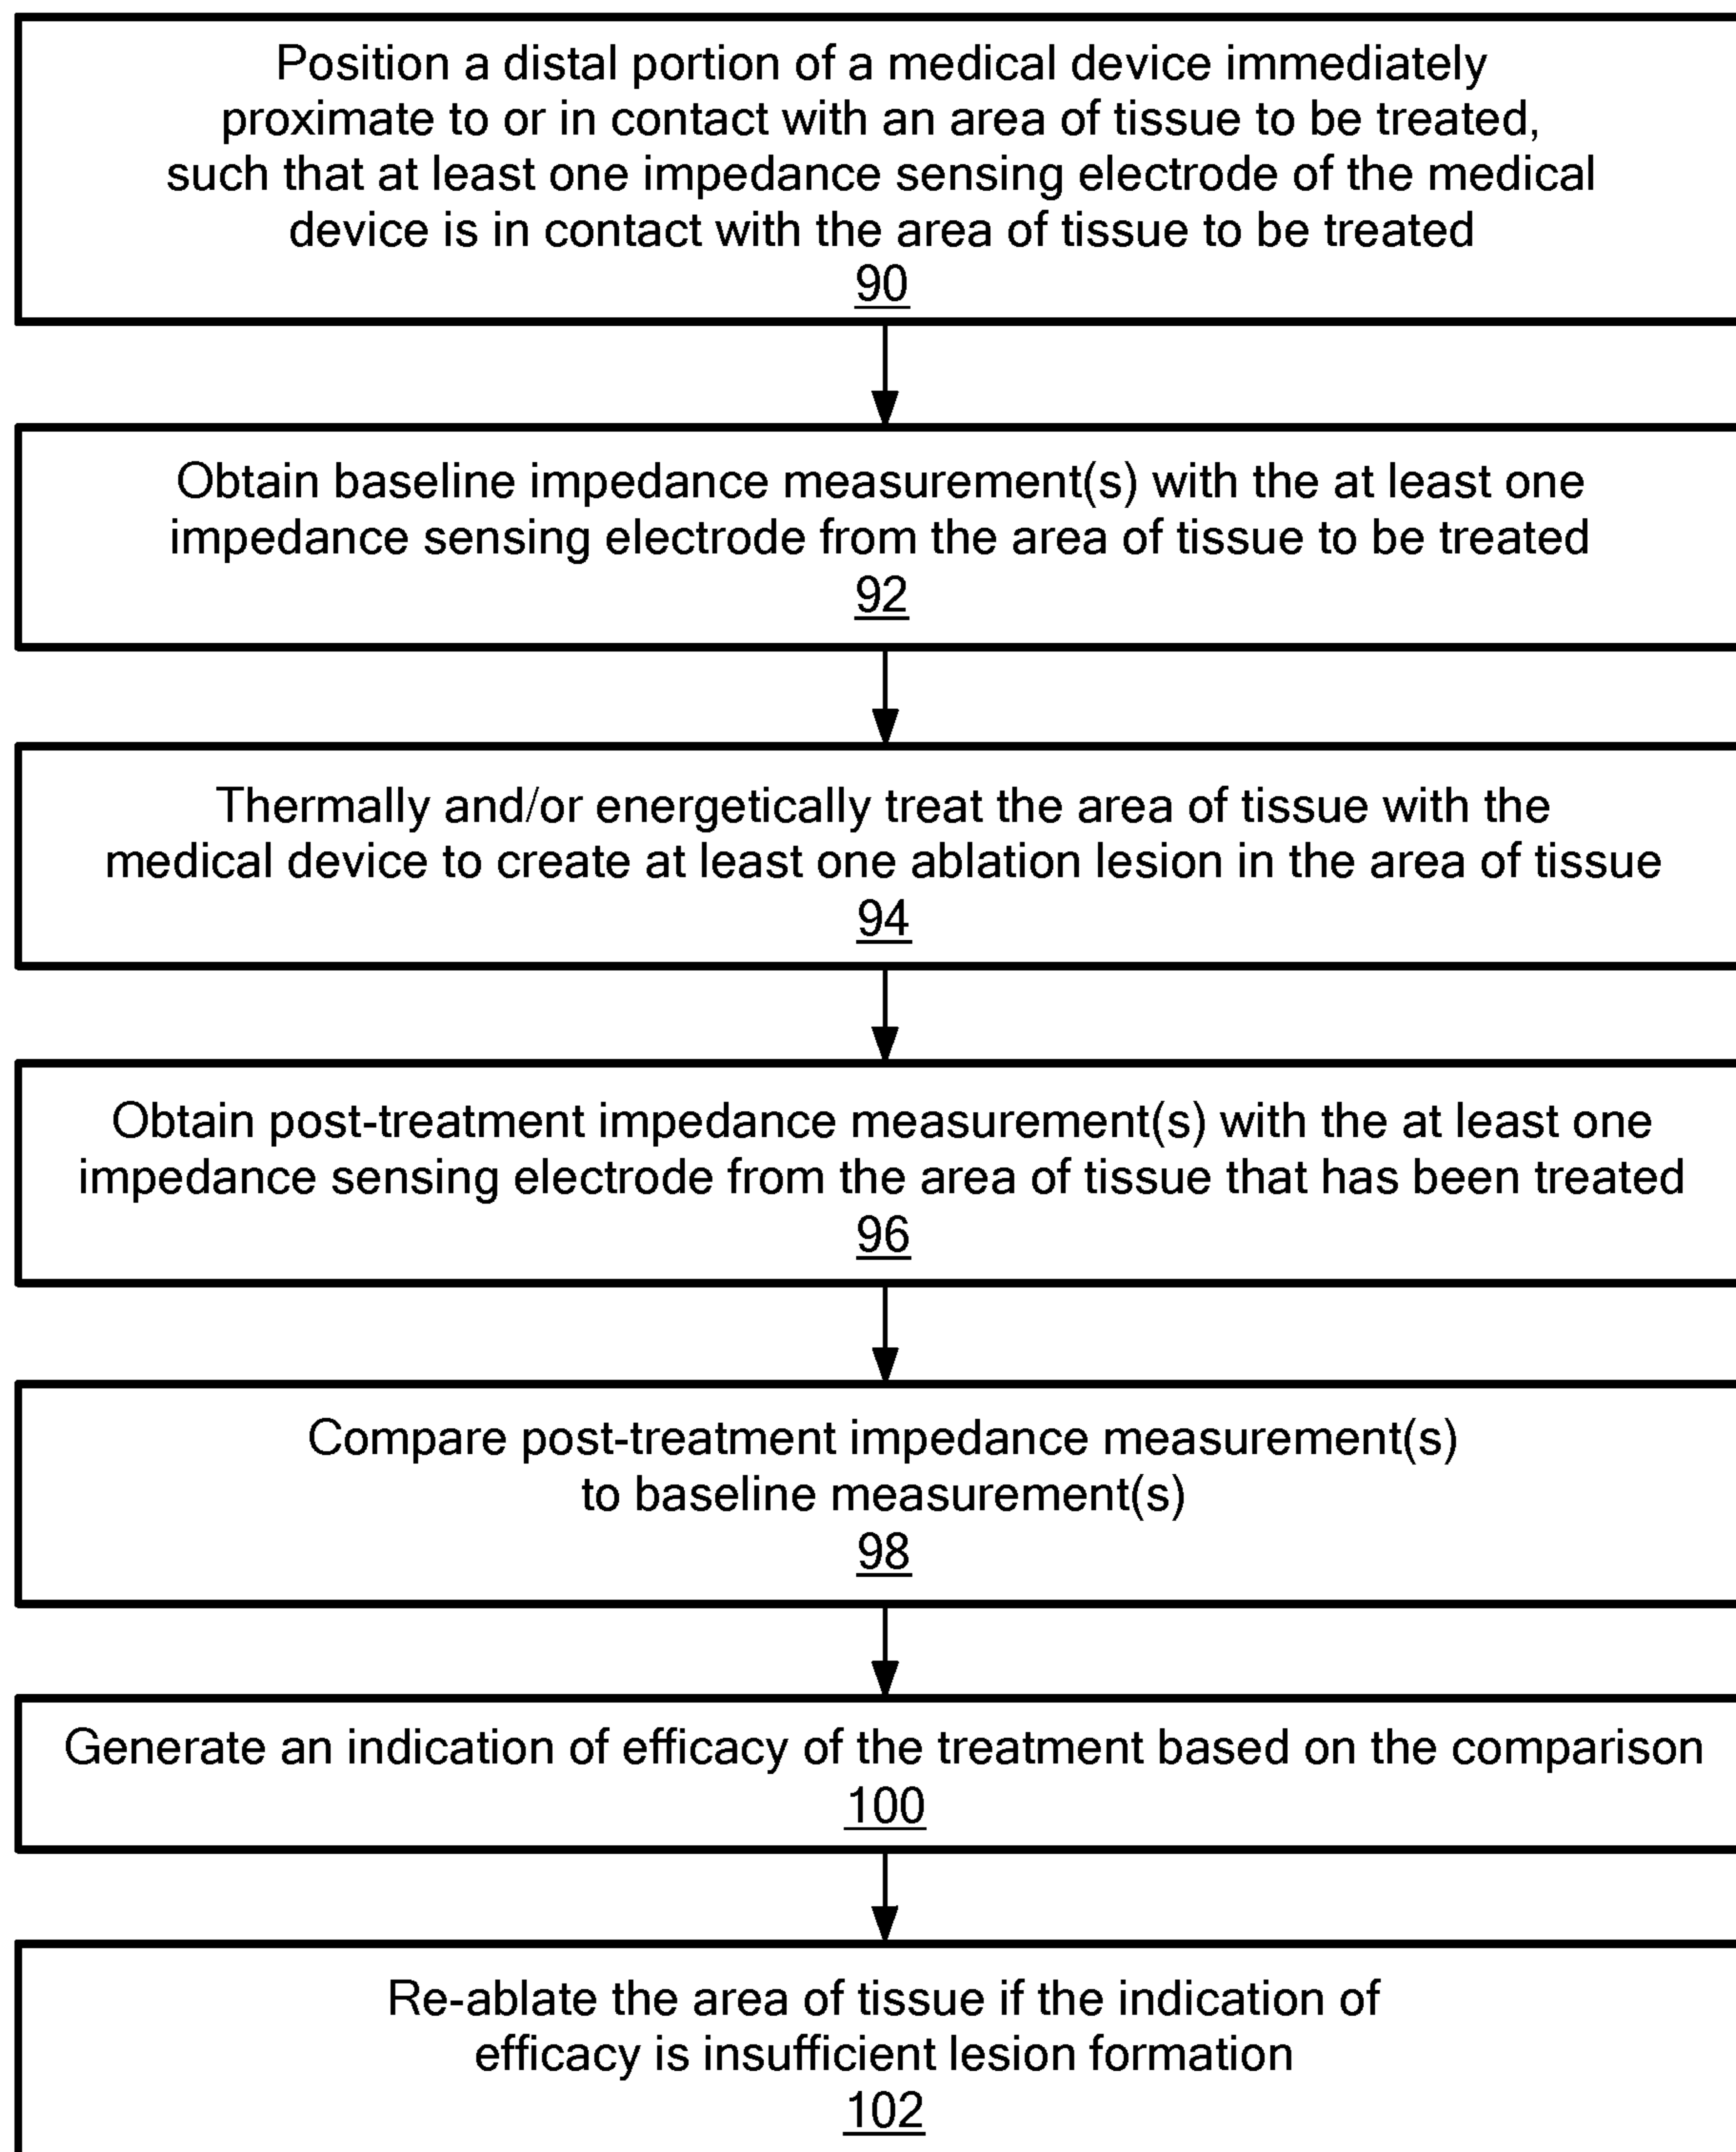 Position a distal portion of a medical device immediately
proximate to or in contact with an area of tissue to be treated,
such that at least one impedance sensing electrode of the medical
device is in contact with the area of tissue to be treated
90
Obtain baseline impedance measurement(s) with the at least one
impedance sensing electrode from the area of tissue to be treated
92
Thermally and/or energetically treat the area of tissue with the
medical device to create at least one ablation lesion in the area of tissue
94
Obtain post-treatment impedance measurement(s) with the at least one
impedance sensing electrode from the area of tissue that has been treated
96
Compare post-treatment impedance measurement(s)
to baseline measurement(s)
98
Generate an indication of efficacy of the treatment based on the comparison
100
Re-ablate the area of tissue if the indication of
efficacy is insufficient lesion formation
102